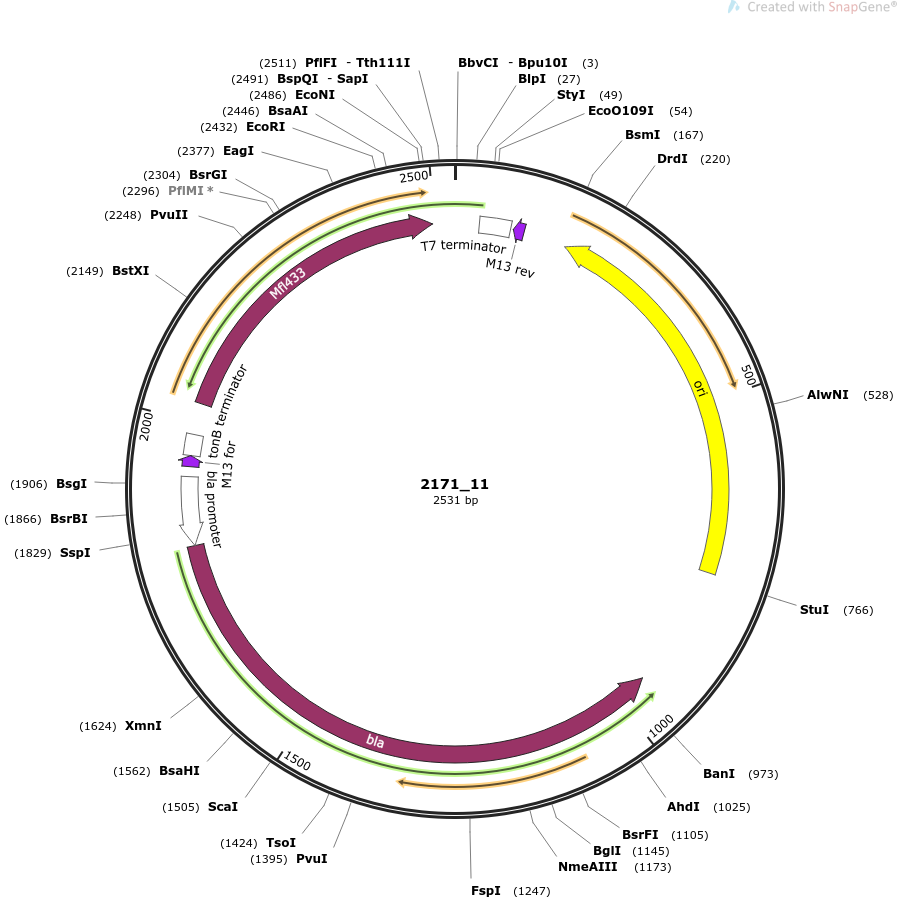 Created with SnapGene®
(2511) PflFI - Tth111I
(2491) BspQI - SapI
(2486) EcoNI
(2446) BsaAI
(2432) EcoRI
(2377) EagI
(2304) BsrGI
(2296) PflMI *
(2248) PvuII
(2149) BstXI
(1906) BsgI
(1866) BsrBI
(1829) SspI
(1624) XmnI
(1562) BsaHI
(1505) ScaI
(1424) TsoI
(1395) PvuI
BbvCI - Bpu10I (3)
BlpI (27)
StyI (49)
EcoO109I (54)
BsmI (167)
DrdI (220)
AlwNI (528)
StuI (766)
BanI (973)
AhdI (1025)
BsrFI (1105)
BglI (1145)
NmeAIII (1173)
FspI (1247)
2500
500
1000
1500
2000
T7 terminator
M13 rev
Mfl433
ori
tonB terminator
M13 for
bla promoter
bla
2171_11
2531 bp